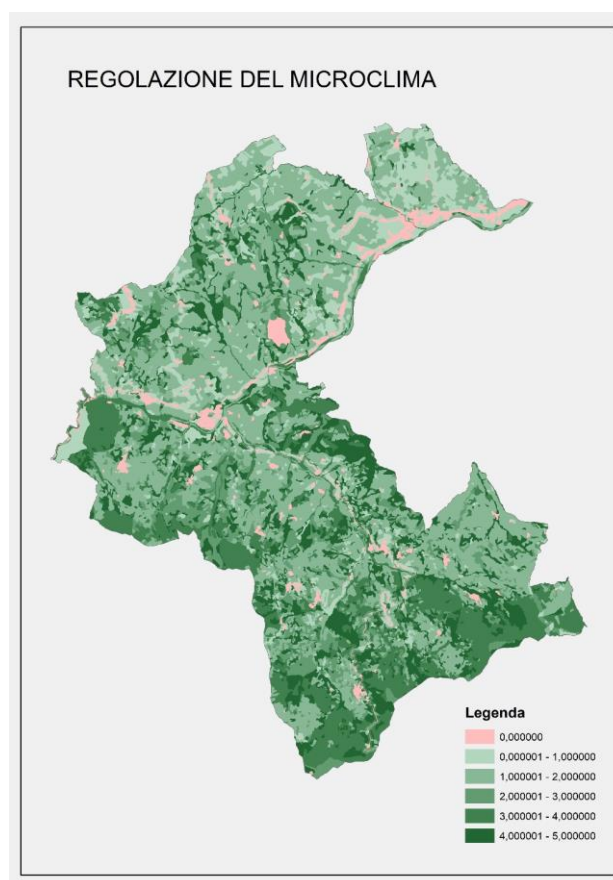 REGOLAZIONE DEL MICROCLIMA
Legenda
0,000000
0,000001 - 1,000000
1,000001 - 2,000000
2,000001 - 3,000000
3,000001 - 4,000000
4,000001 - 5,000000